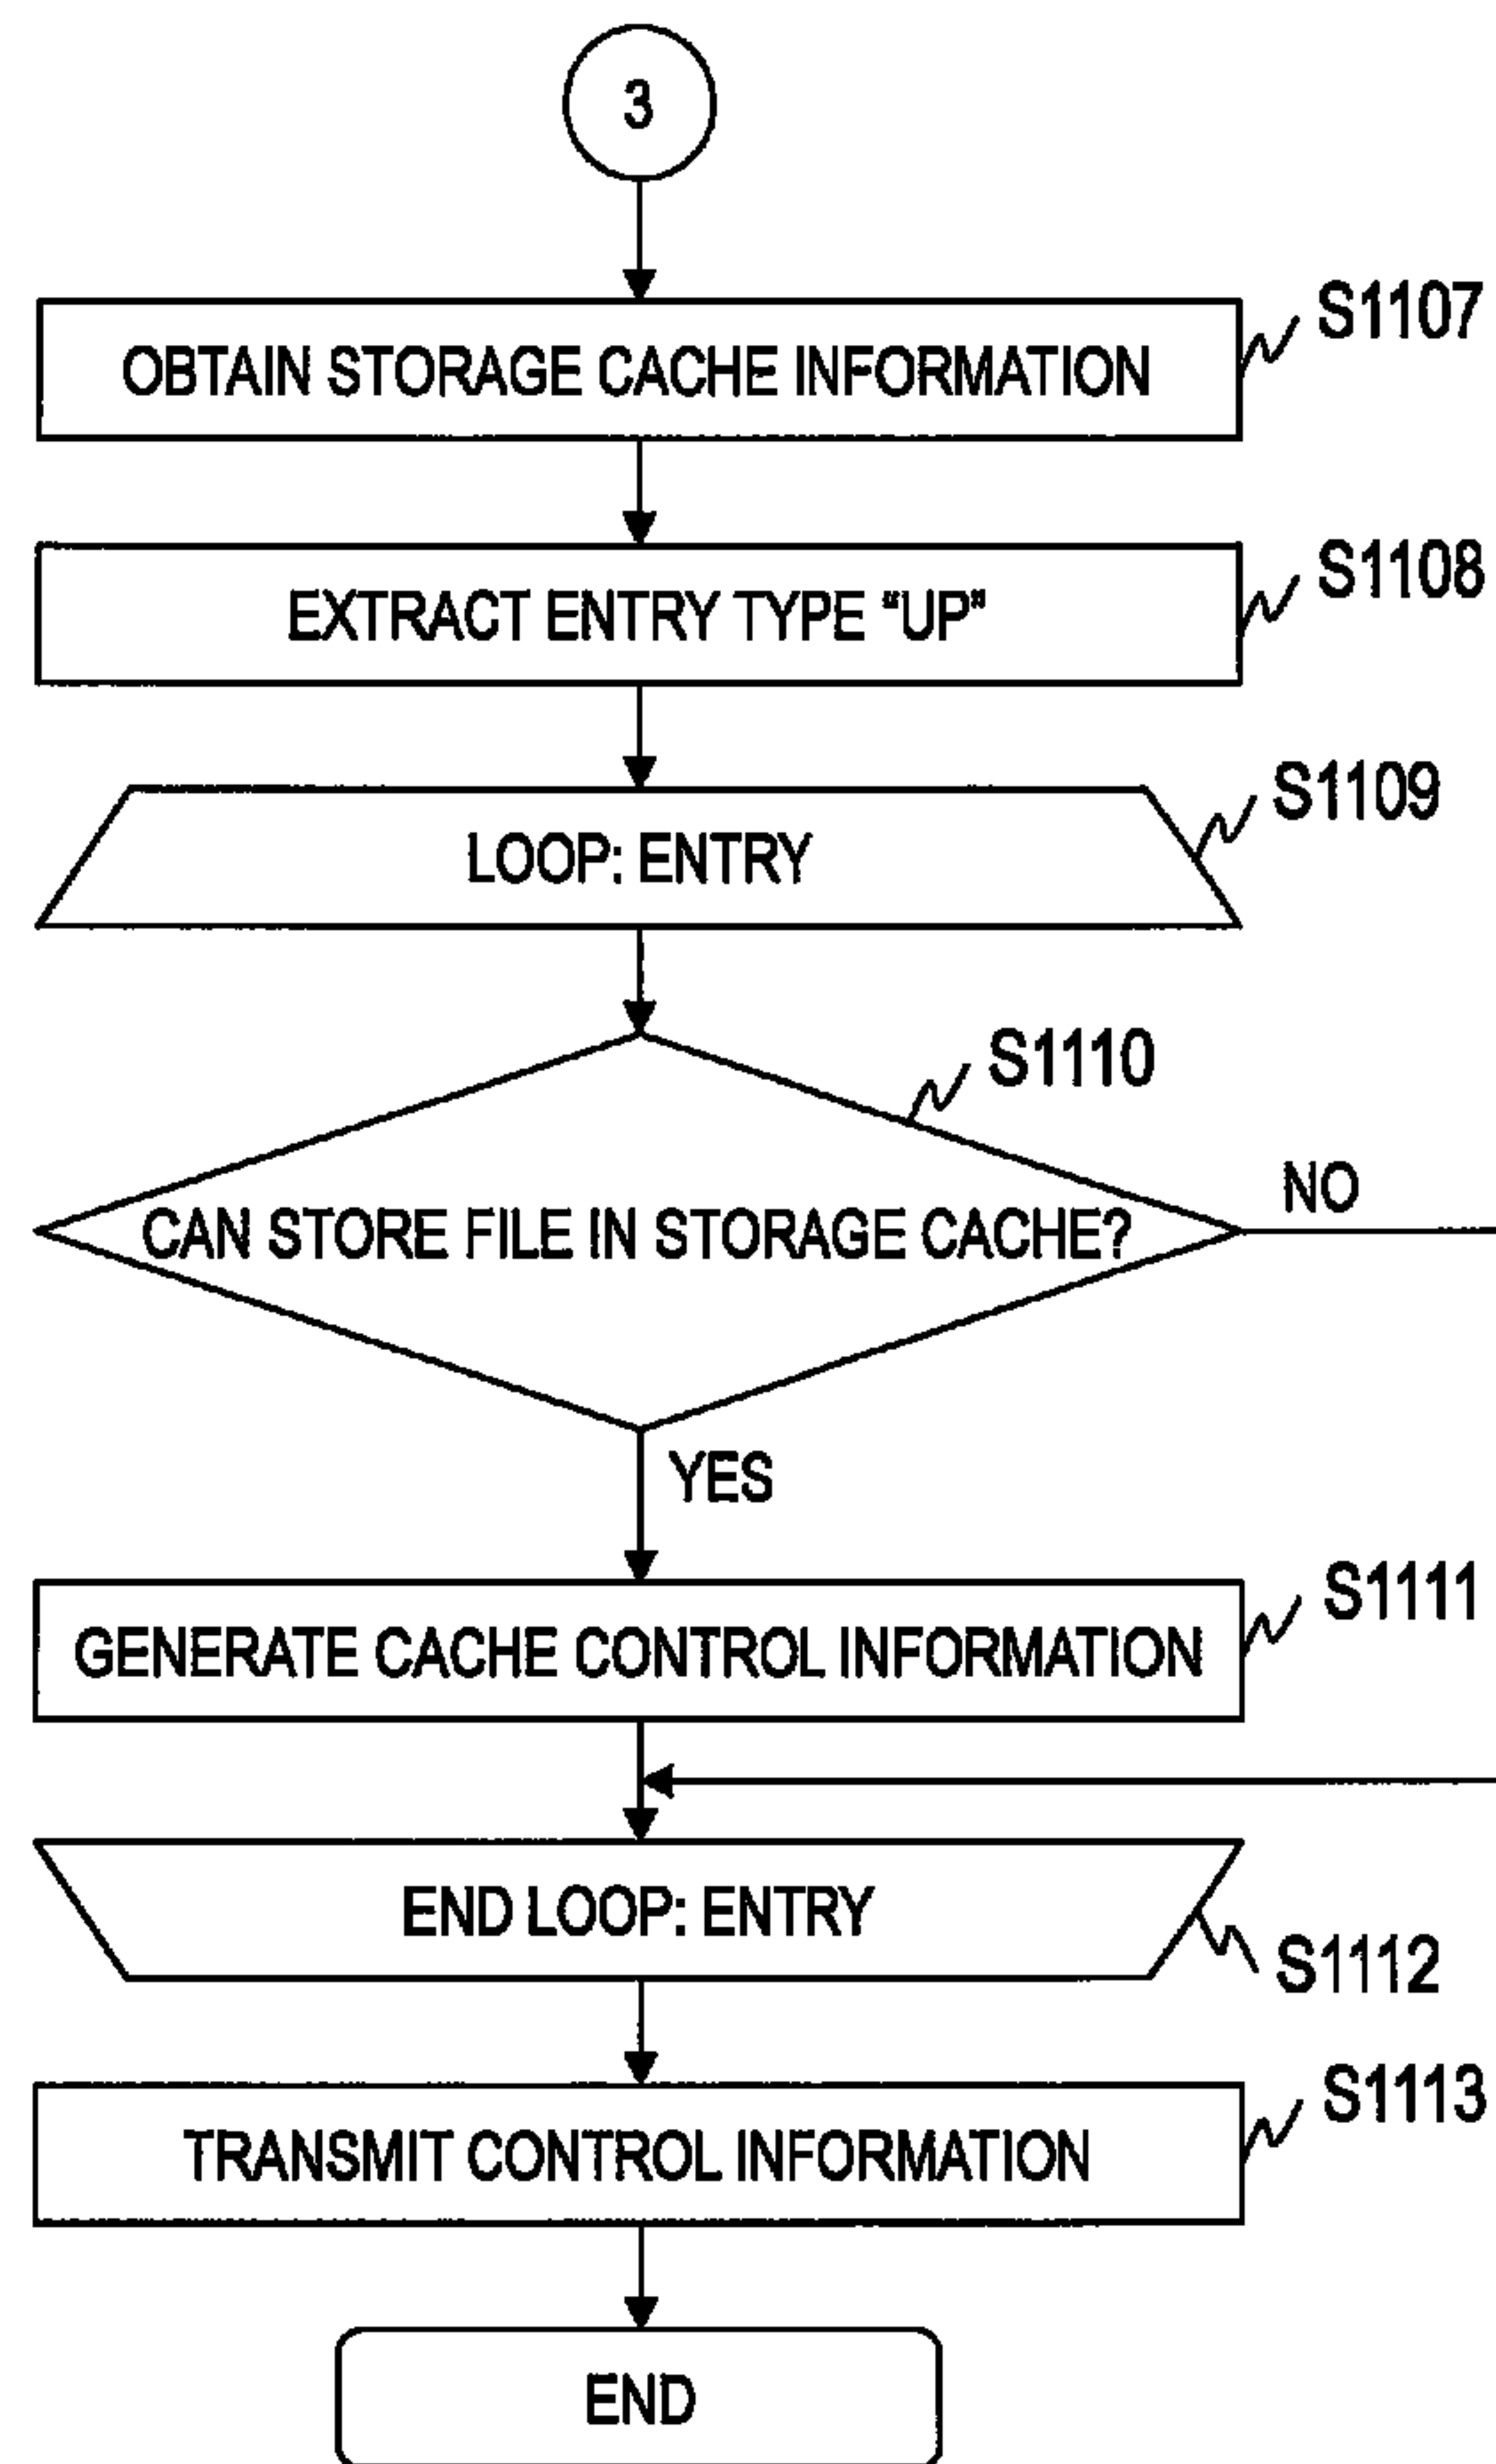 3
OBTAIN STORAGE CACHE INFORMATION
S1107
EXTRACT ENTRY TYPE "UP"
S1108
LOOP: ENTRY
S1109
S1110
CAN STORE FILE IN STORAGE CACHE?
NO
YES
GENERATE CACHE CONTROL INFORMATION
S1111
END LOOP: ENTRY
S1112
TRANSMIT CONTROL INFORMATION
S1113
END